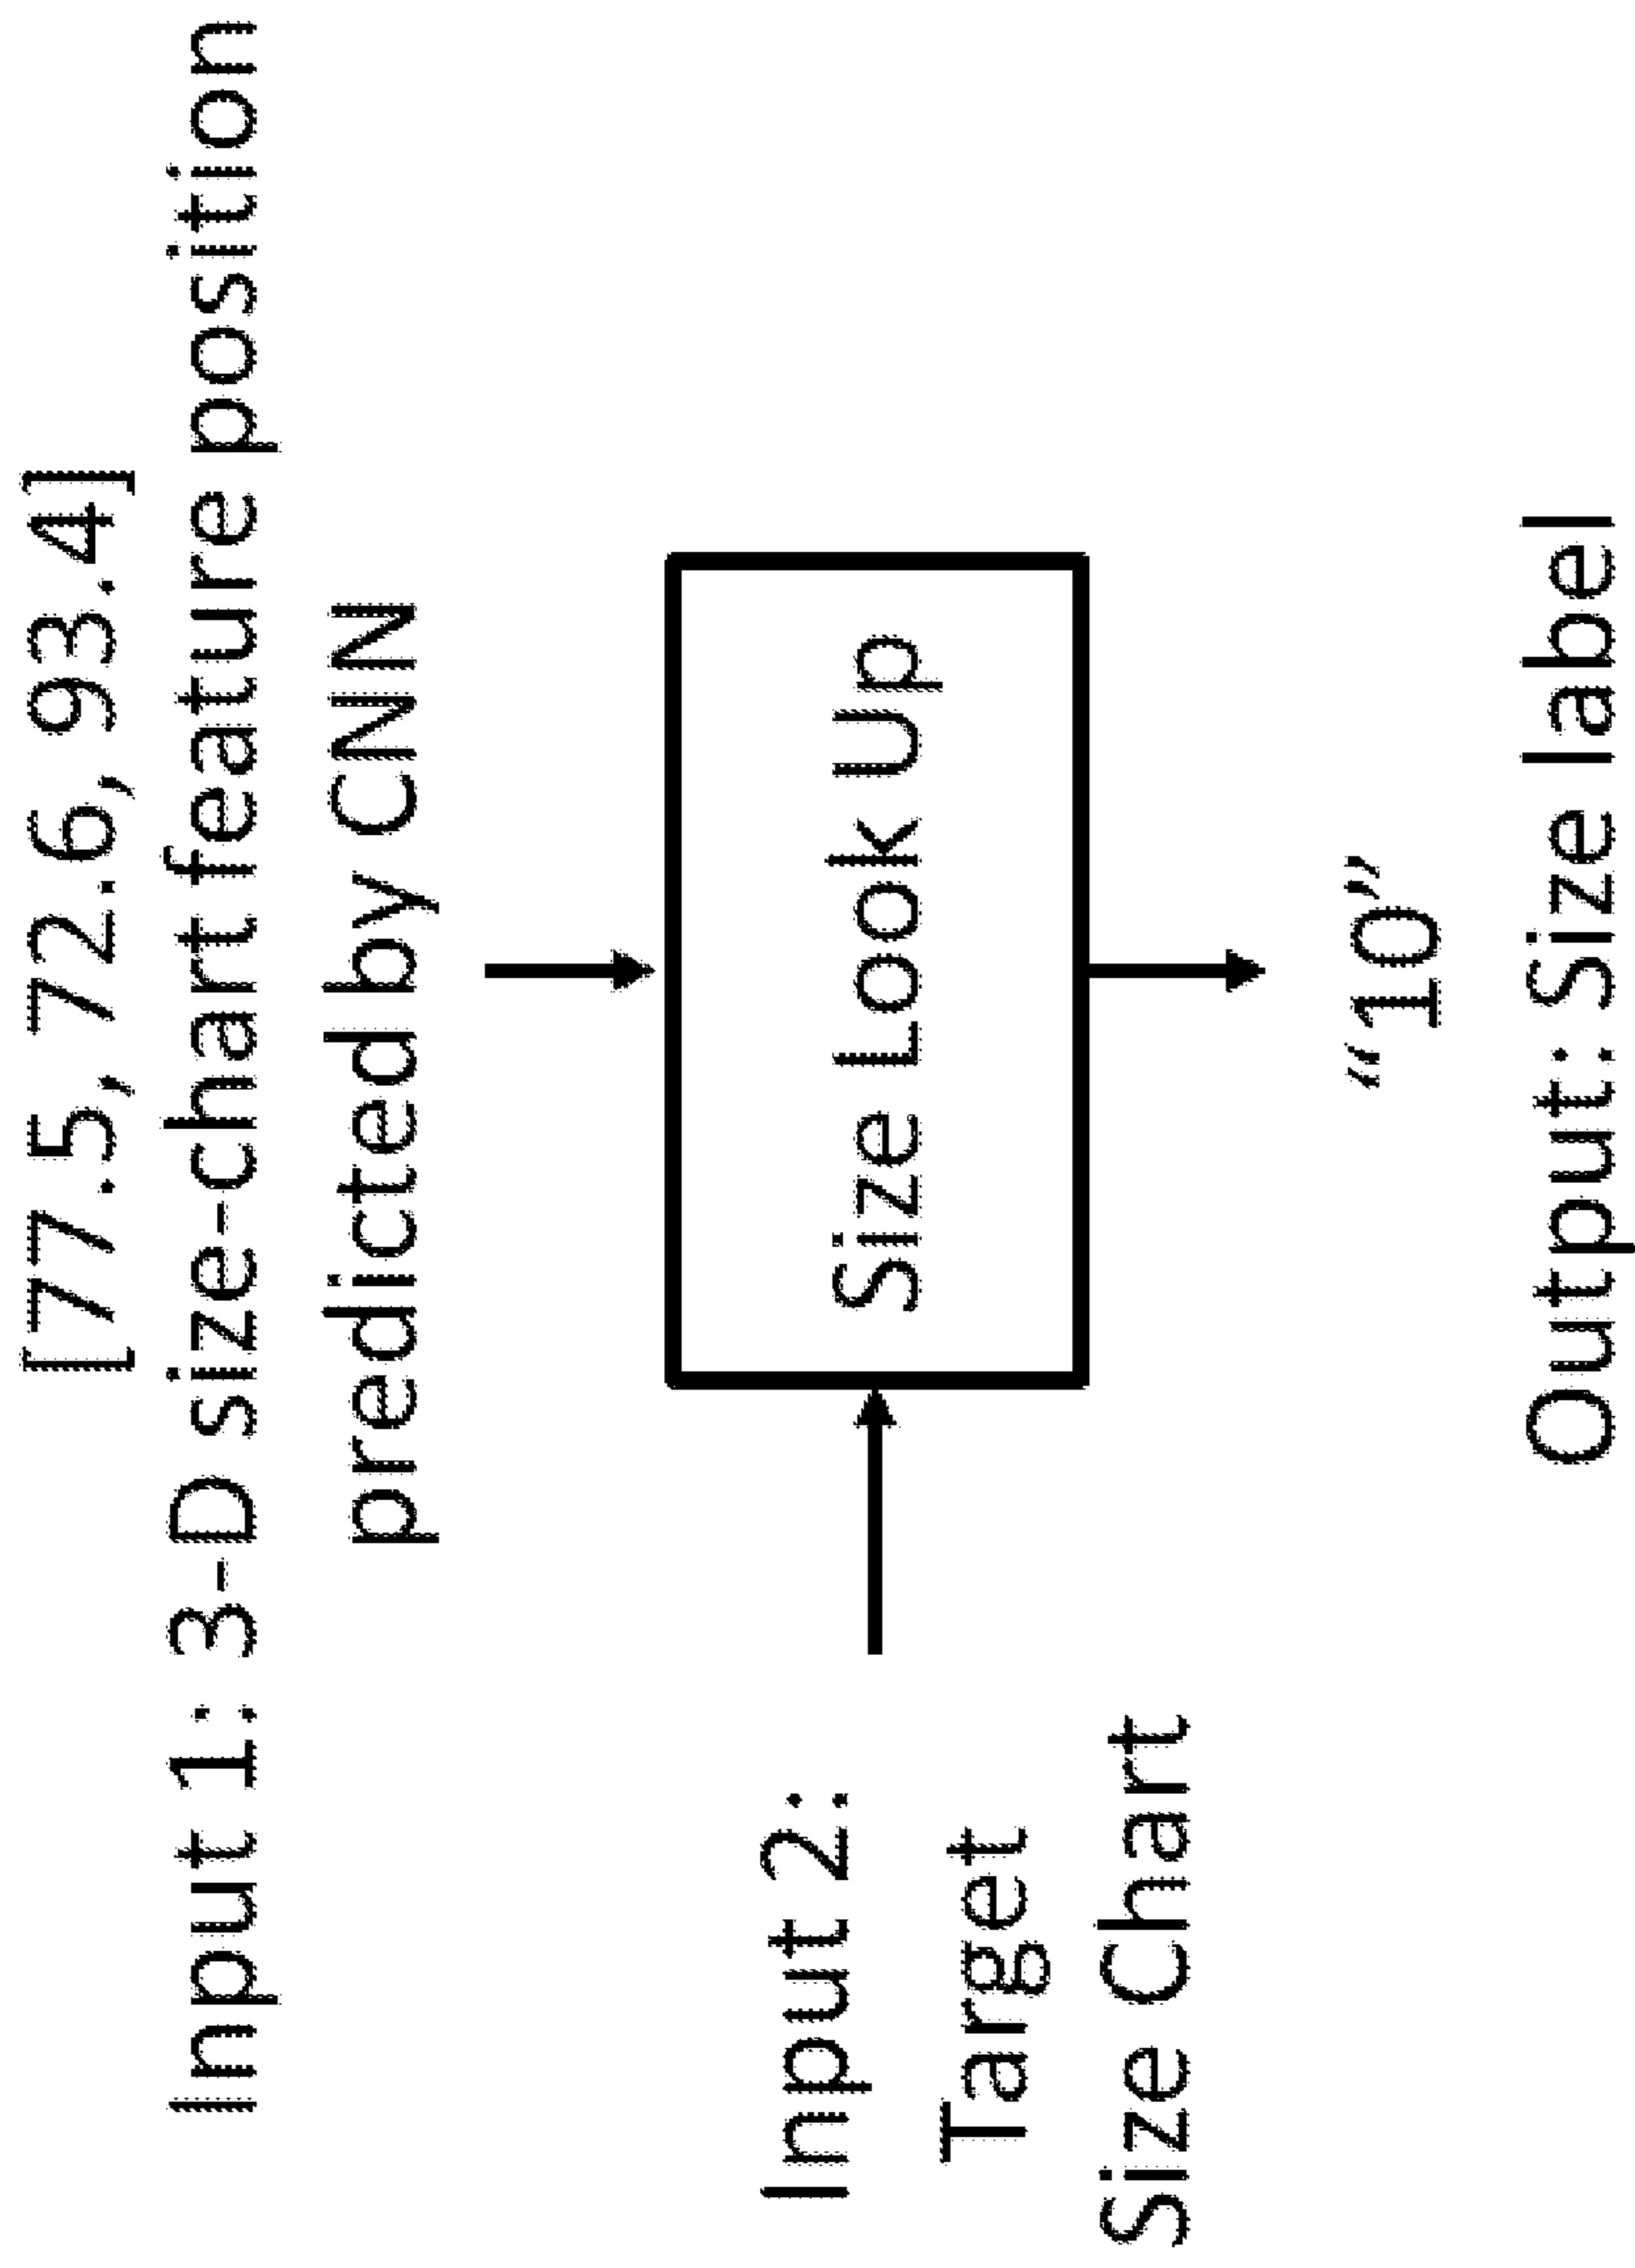 [77.5, 72.6, 93.4]
Input 1: 3-D size-chart feature position
predicted by CNN
Input 2:
Target
Size Chart
Size Look Up
“10”
Output: Size label